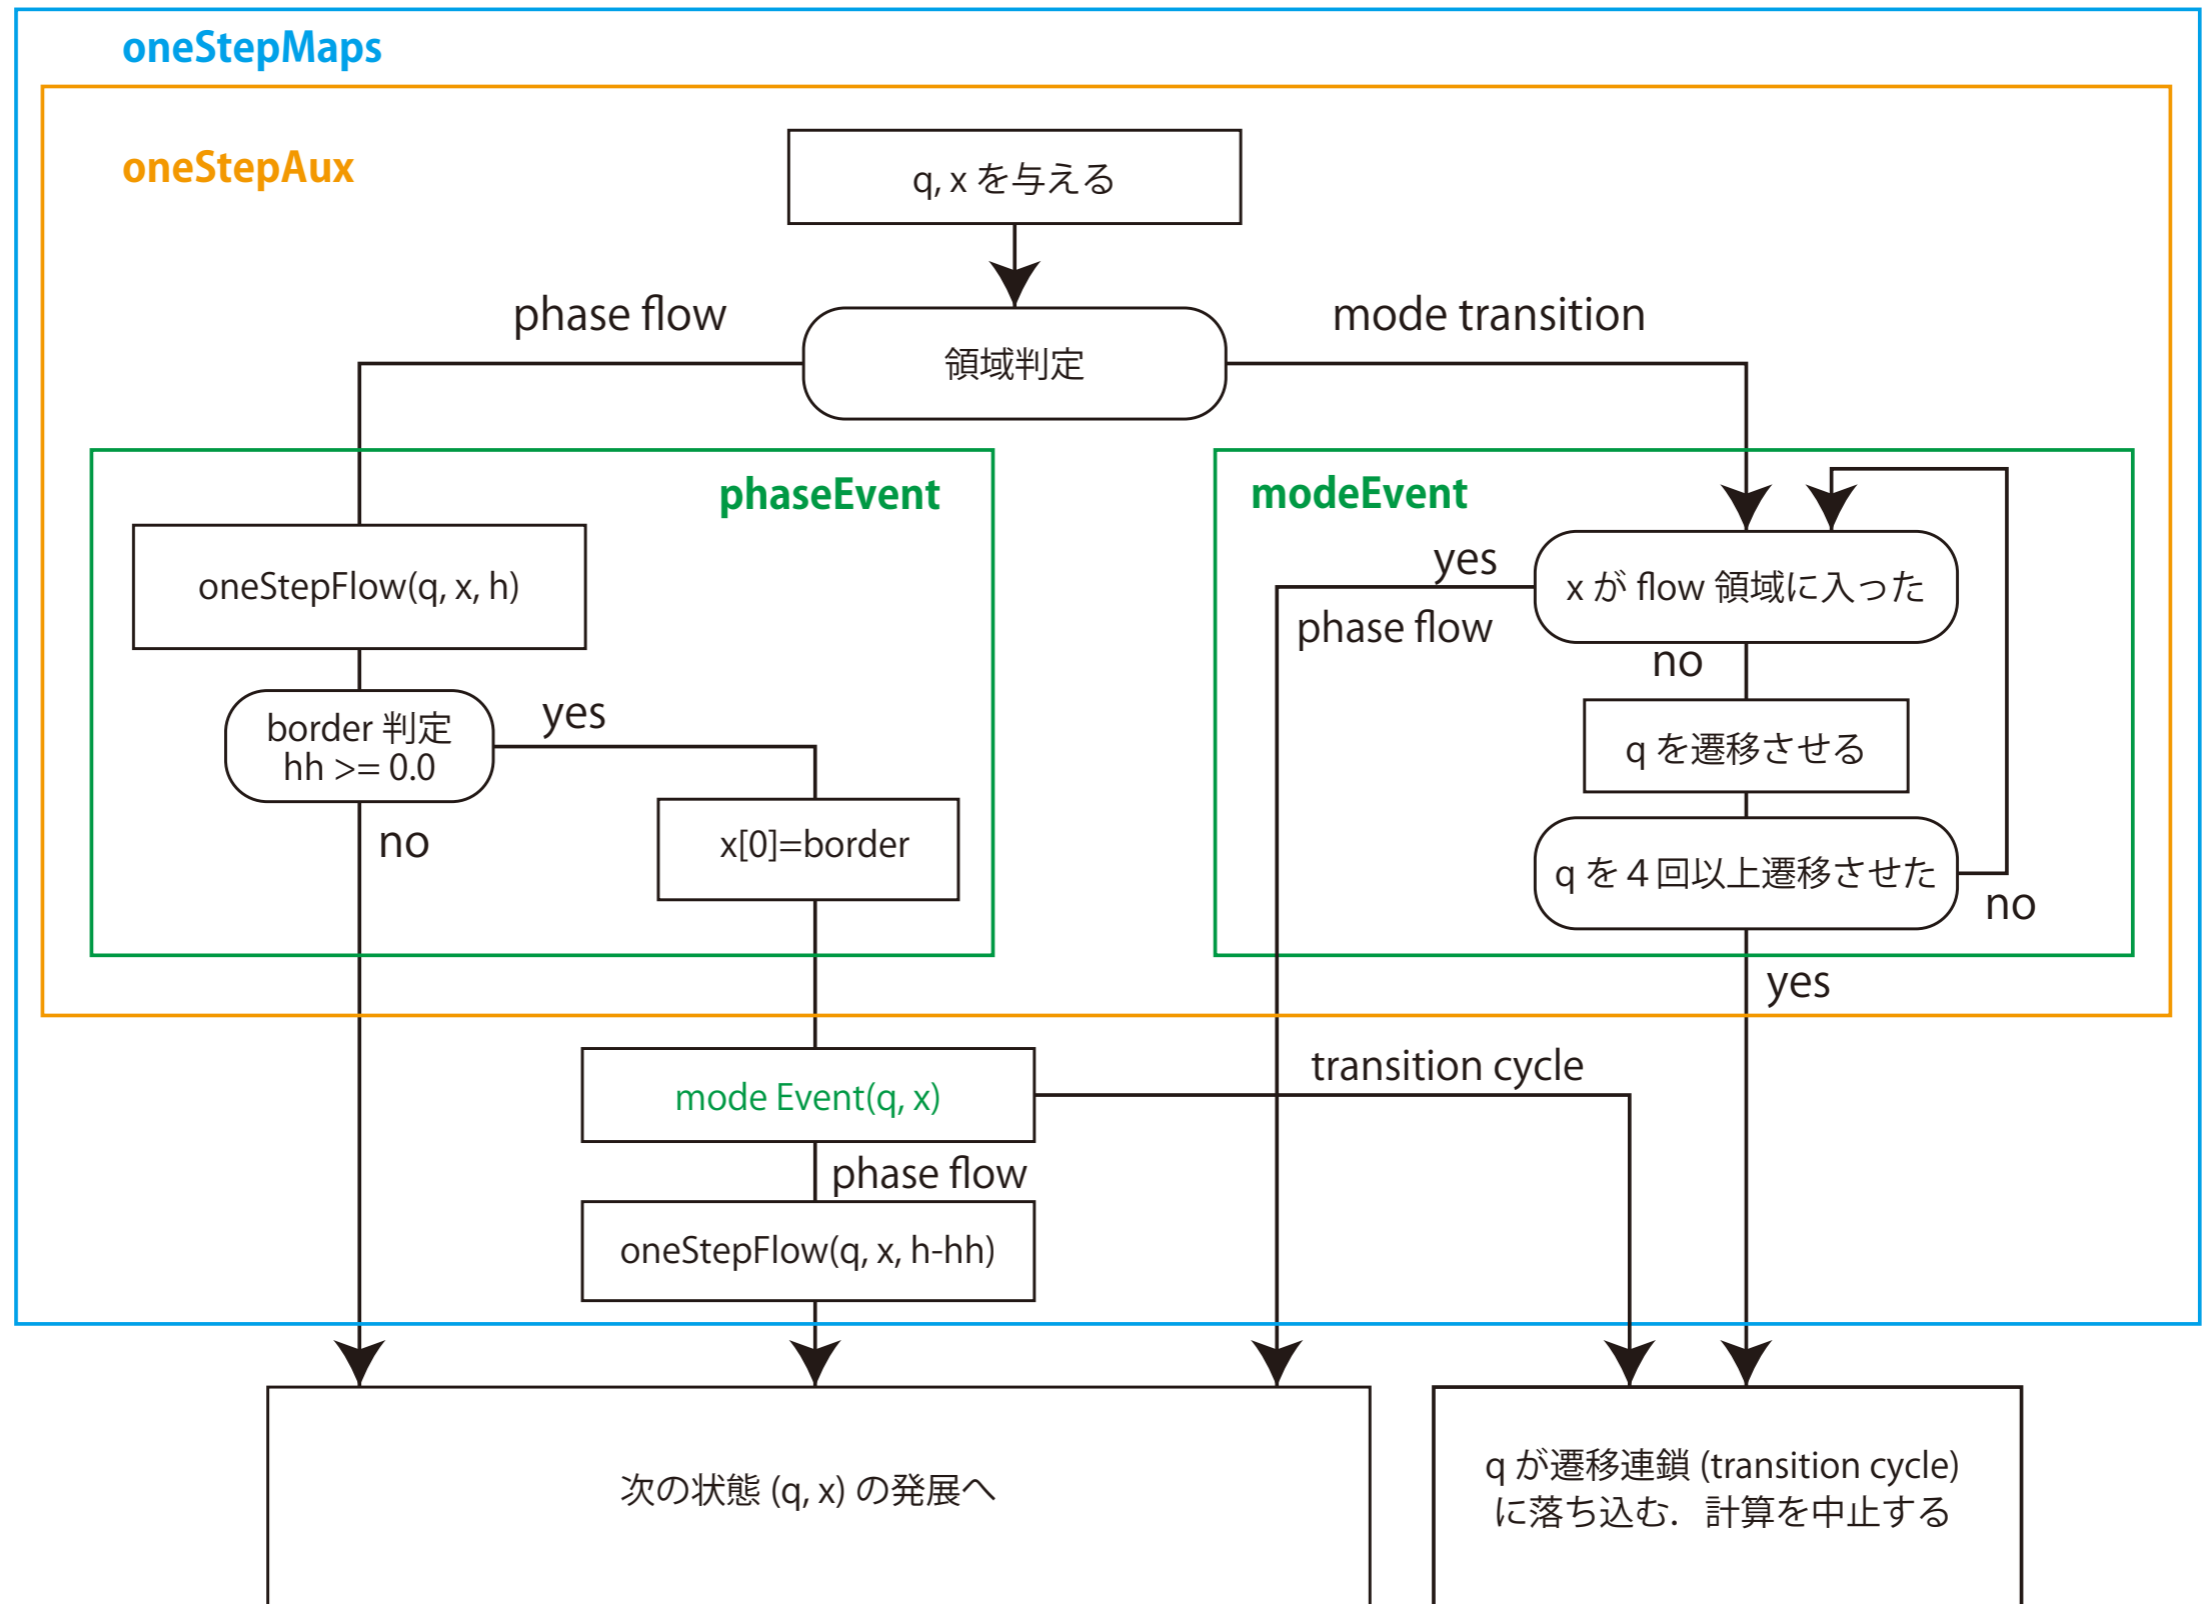 oneStepMaps
oneStepAux
q, x を与える
phase flow
mode transition
領域判定
phaseEvent
modeEvent
oneStepFlow(q, x, h)
yes
x が flow 領域に入った
phase flow
no
border 判定
hh >= 0.0
yes
q を遷移させる
no
x[0]=border
q を４回以上遷移させた
no
yes
mode Event(q, x)
transition cycle
phase flow
oneStepFlow(q, x, h-hh)
次の状態 (q, x) の発展へ
q が遷移連鎖 (transition cycle)
に落ち込む．計算を中止する